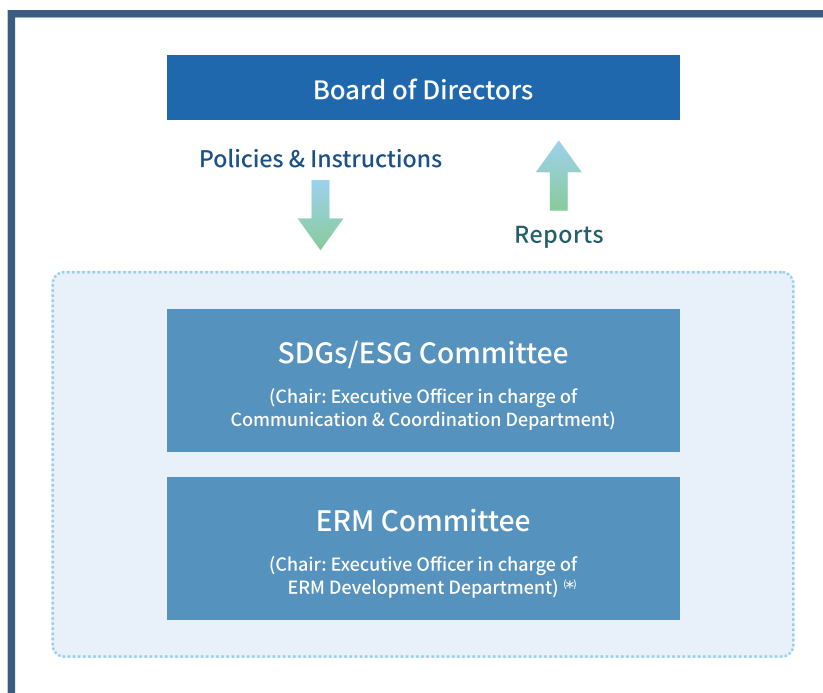 Board of Directors
Policies & Instructions
Reports
SDGs/ESG Committee
(Chair: Executive Officer in charge of
Communication & Coordination Department)
ERM Committee
(Chair: Executive Officer in charge of
ERM Development Department) (*)